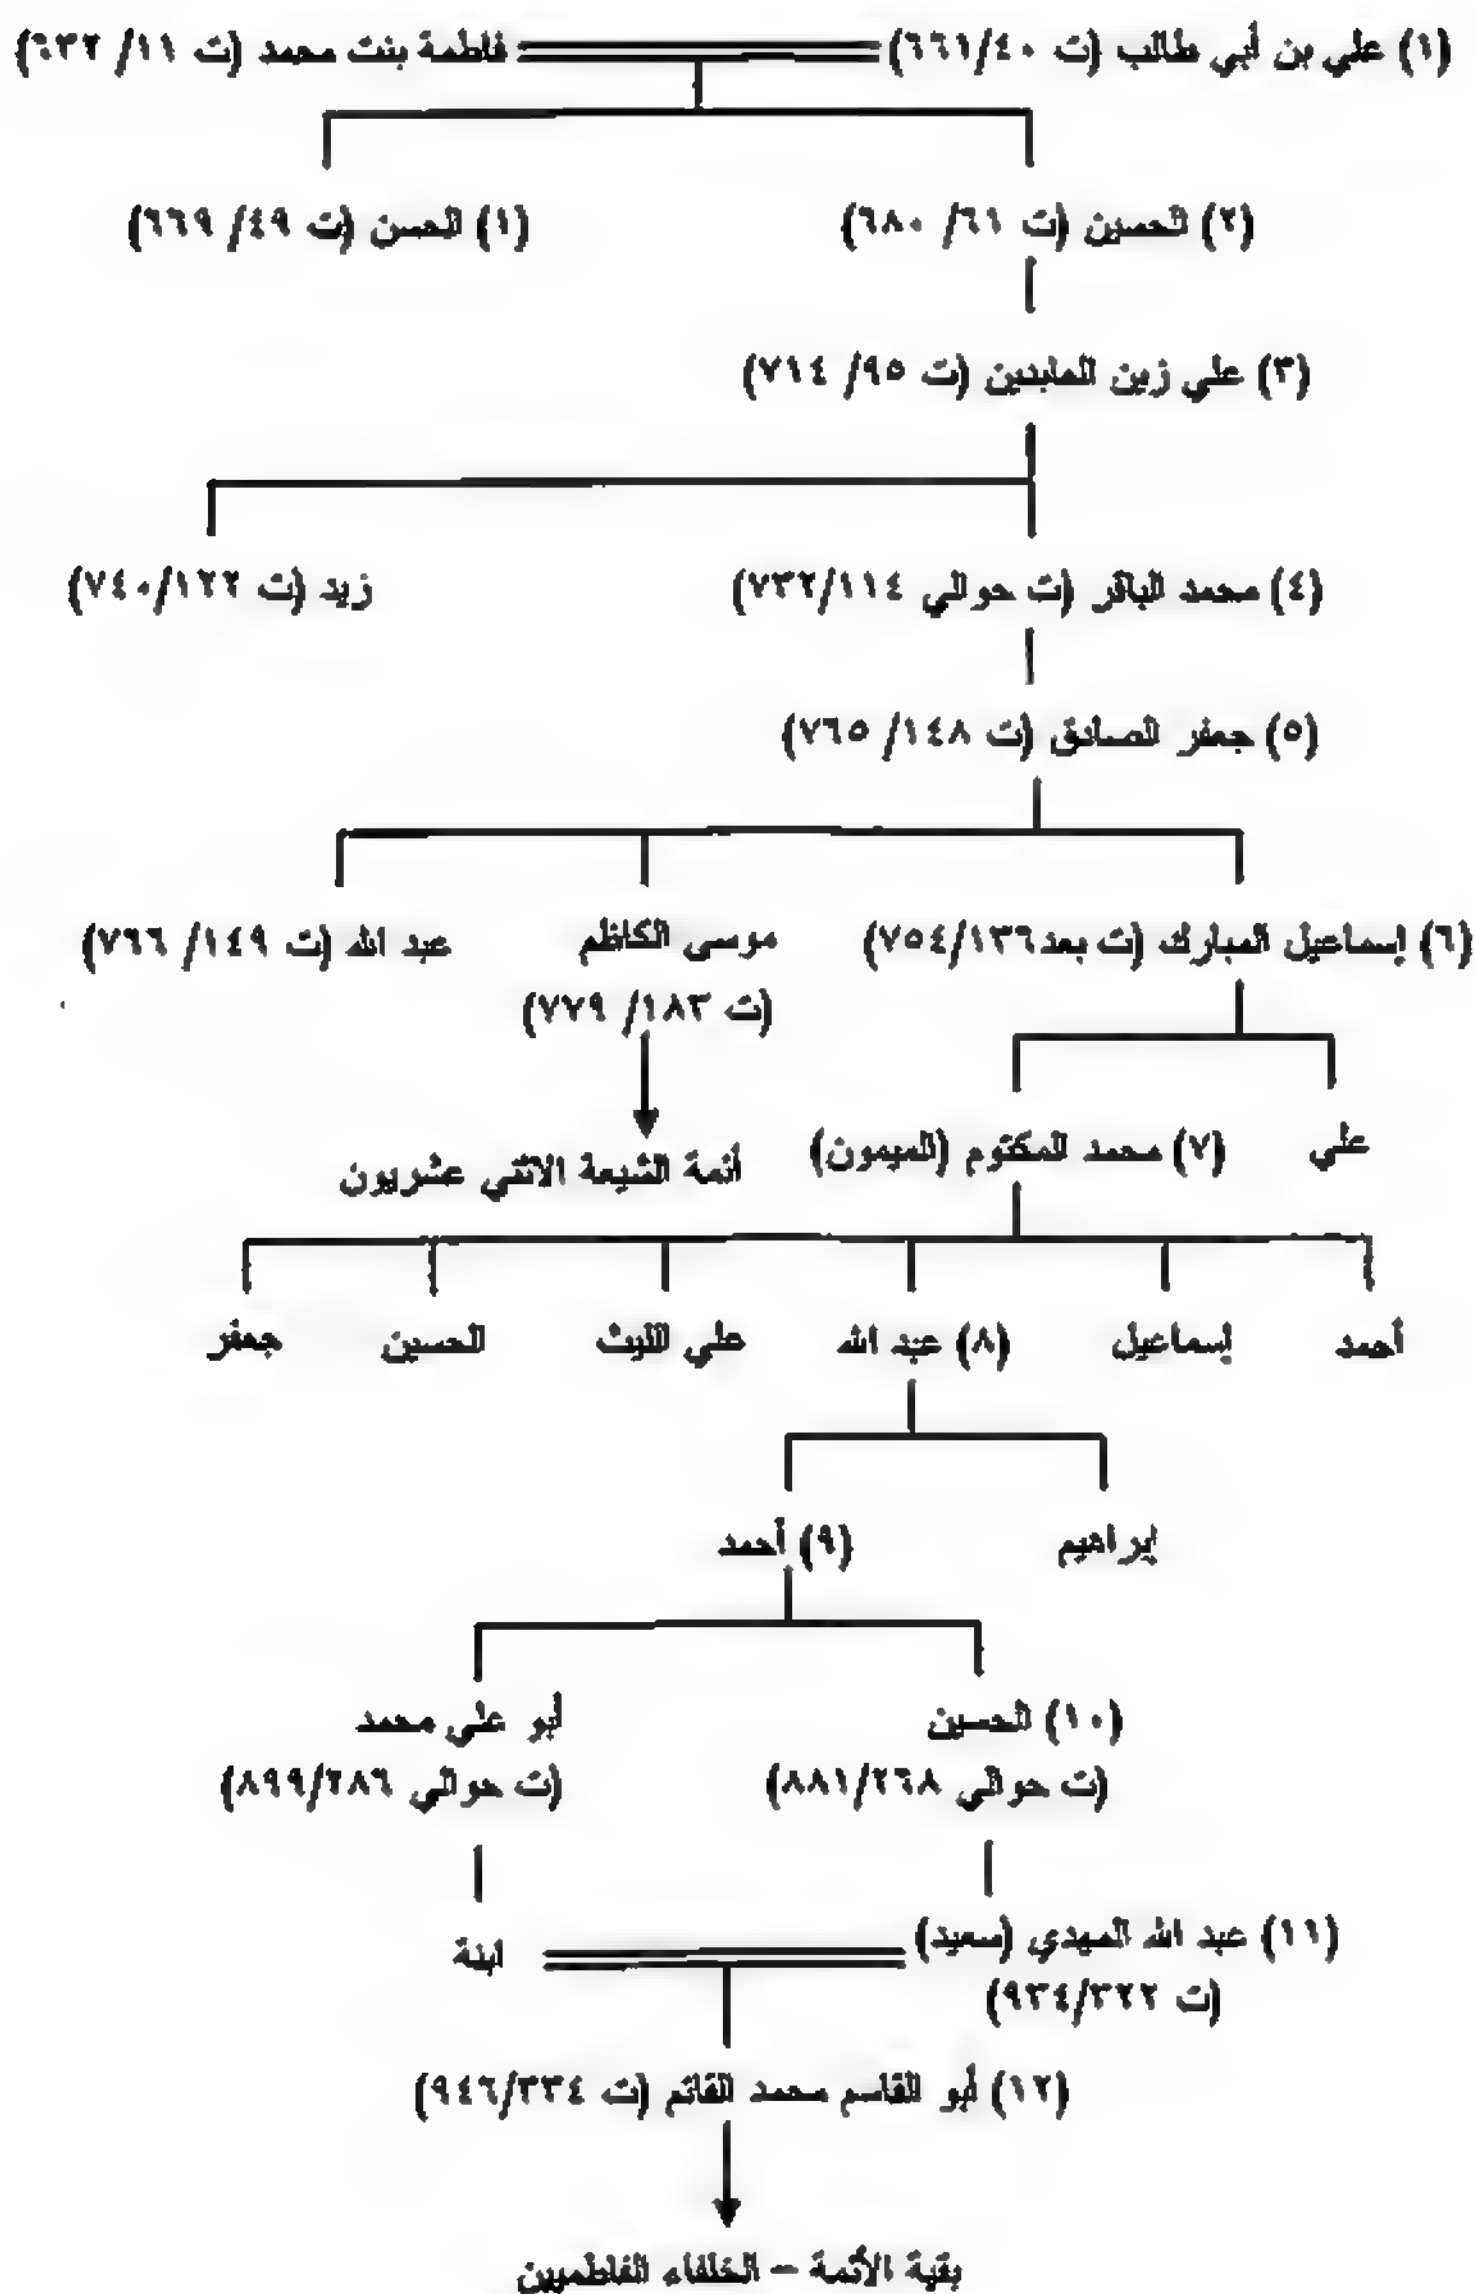 (١) علي بن أبي طالب (ت ٤٠/٦٦١) فاطمة بنت محمد (ت ١١/ ٦٣٢)
(٢) الحسين (ت ٦١/ ٦٨٠) (١) الحسن (ت ٤٩/ ٦٦٩)
(٣) علي زين العابدين (ت ٩٥/ ٧١٤)
(٤) محمد الباقر (ت حوالي ١١٤/٧٣٢) زيد (ت ١٢٢/٧٤٠)
(٥) جعفر الصادق (ت ١٤٨/ ٧٦٥)
(٦) إسماعيل المبارك (ت بعد١٣٦/٧٥٤) موسى الكاظم عبد الله (ت ١٤٩/ ٧٦٦)
(ت ١٨٣/ ٧٧٩)
علي (٧) محمد المكتوم (الميمون) أئمة الشيعة الاثني عشريون
أحمد إسماعيل (٨) عبد الله علي الليث الحسين جعفر
إبراهيم (٩) أحمد
(١٠) الحسين أبو علي محمد
(ت حوالي ٢٦٨/٨٨١) (ت حوالي ٢٨٦/٨٩٩)
(١١) عبد الله المهدي (سعيد) ابنة
(ت ٣٢٢/٩٣٤)
(١٢) أبو القاسم محمد القائم (ت ٣٣٤/٩٤٦)
بقية الأئمة – الخلفاء الفاطميين